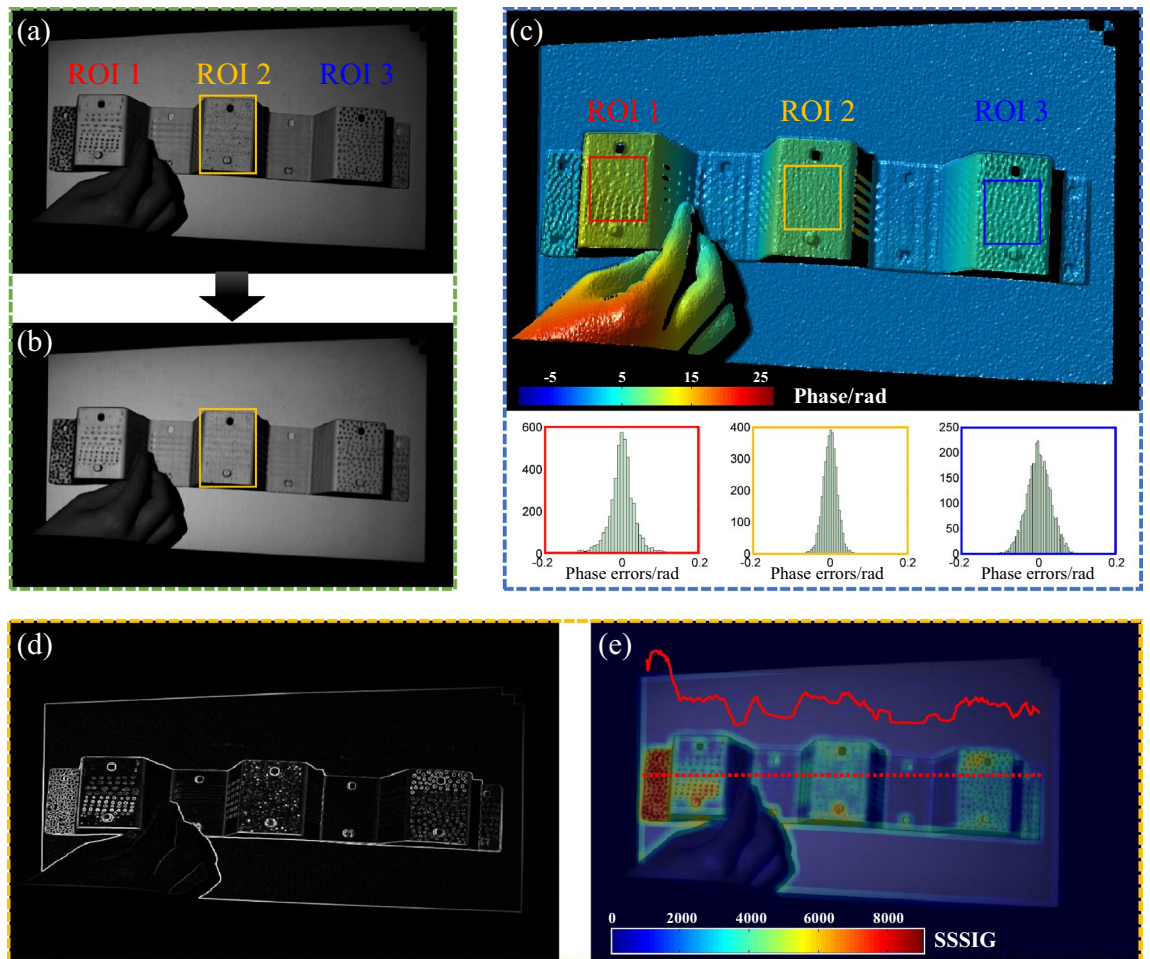 (a)
ROI 1 ROI 2 ROI 3
(b)
(c)
ROI 1 ROI 2 ROI 3
-5 5 15 25
Phase/rad
600
400
200
0
-0.2 0 0.2
Phase errors/rad
400
300
200
100
0
-0.2 0 0.2
Phase errors/rad
250
200
150
100
50
0
-0.2 0 0.2
Phase errors/rad
(d)
(e)
0 2000 4000 6000 8000
SSSIG